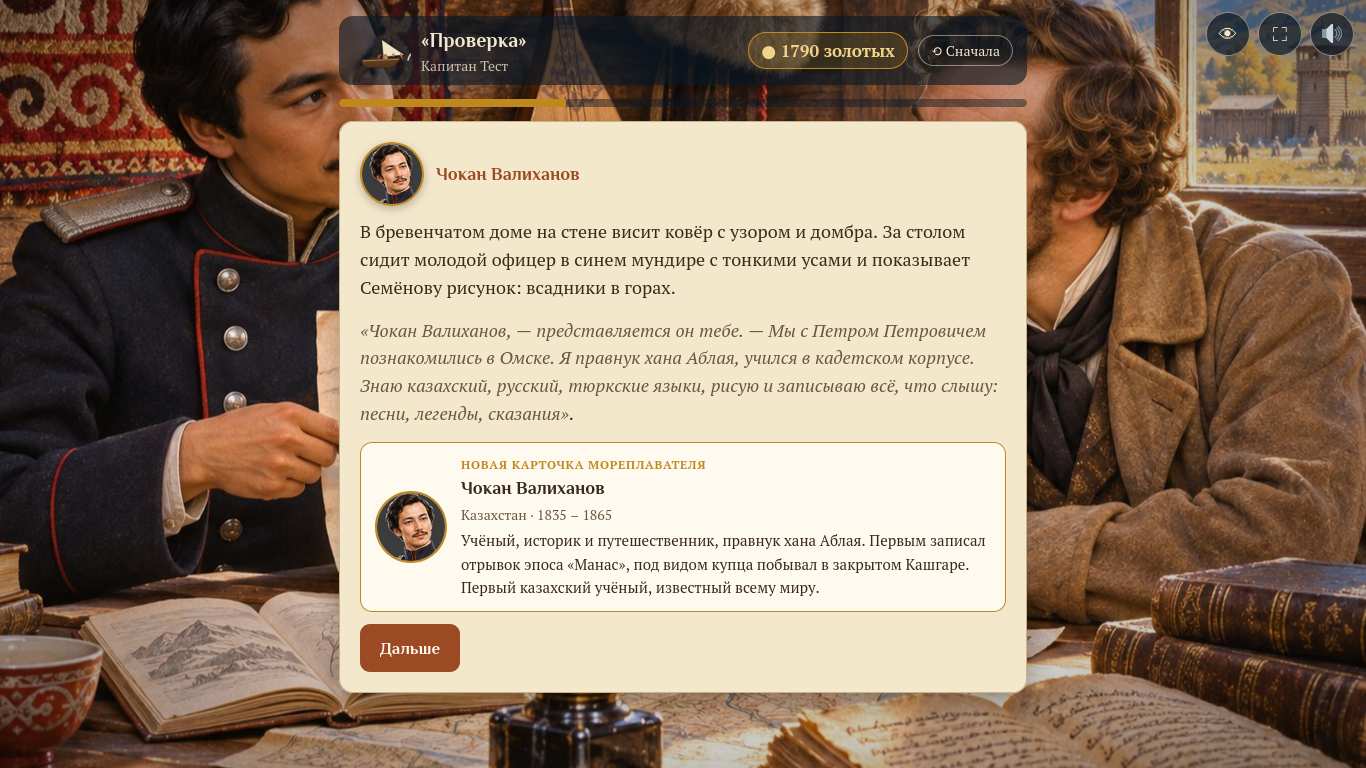 «Проверка»
Капитан Тест
1790 золотых
⟲ Сначала
Чокан Валиханов
В бревенчатом доме на стене висит ковёр с узором и домбра. За столом
сидит молодой офицер в синем мундире с тонкими усами и показывает
Семёнову рисунок: всадники в горах.
«Чокан Валиханов, — представляется он тебе. — Мы с Петром Петровичем
познакомились в Омске. Я правнук хана Аблая, учился в кадетском корпусе.
Знаю казахский, русский, тюркские языки, рисую и записываю всё, что слышу:
песни, легенды, сказания».
НОВАЯ КАРТОЧКА МОРЕПЛАВАТЕЛЯ
Чокан Валиханов
Казахстан · 1835 – 1865
Учёный, историк и путешественник, правнук хана Аблая. Первым записал
отрывок эпоса «Манас», под видом купца побывал в закрытом Кашгаре.
Первый казахский учёный, известный всему миру.
Дальше